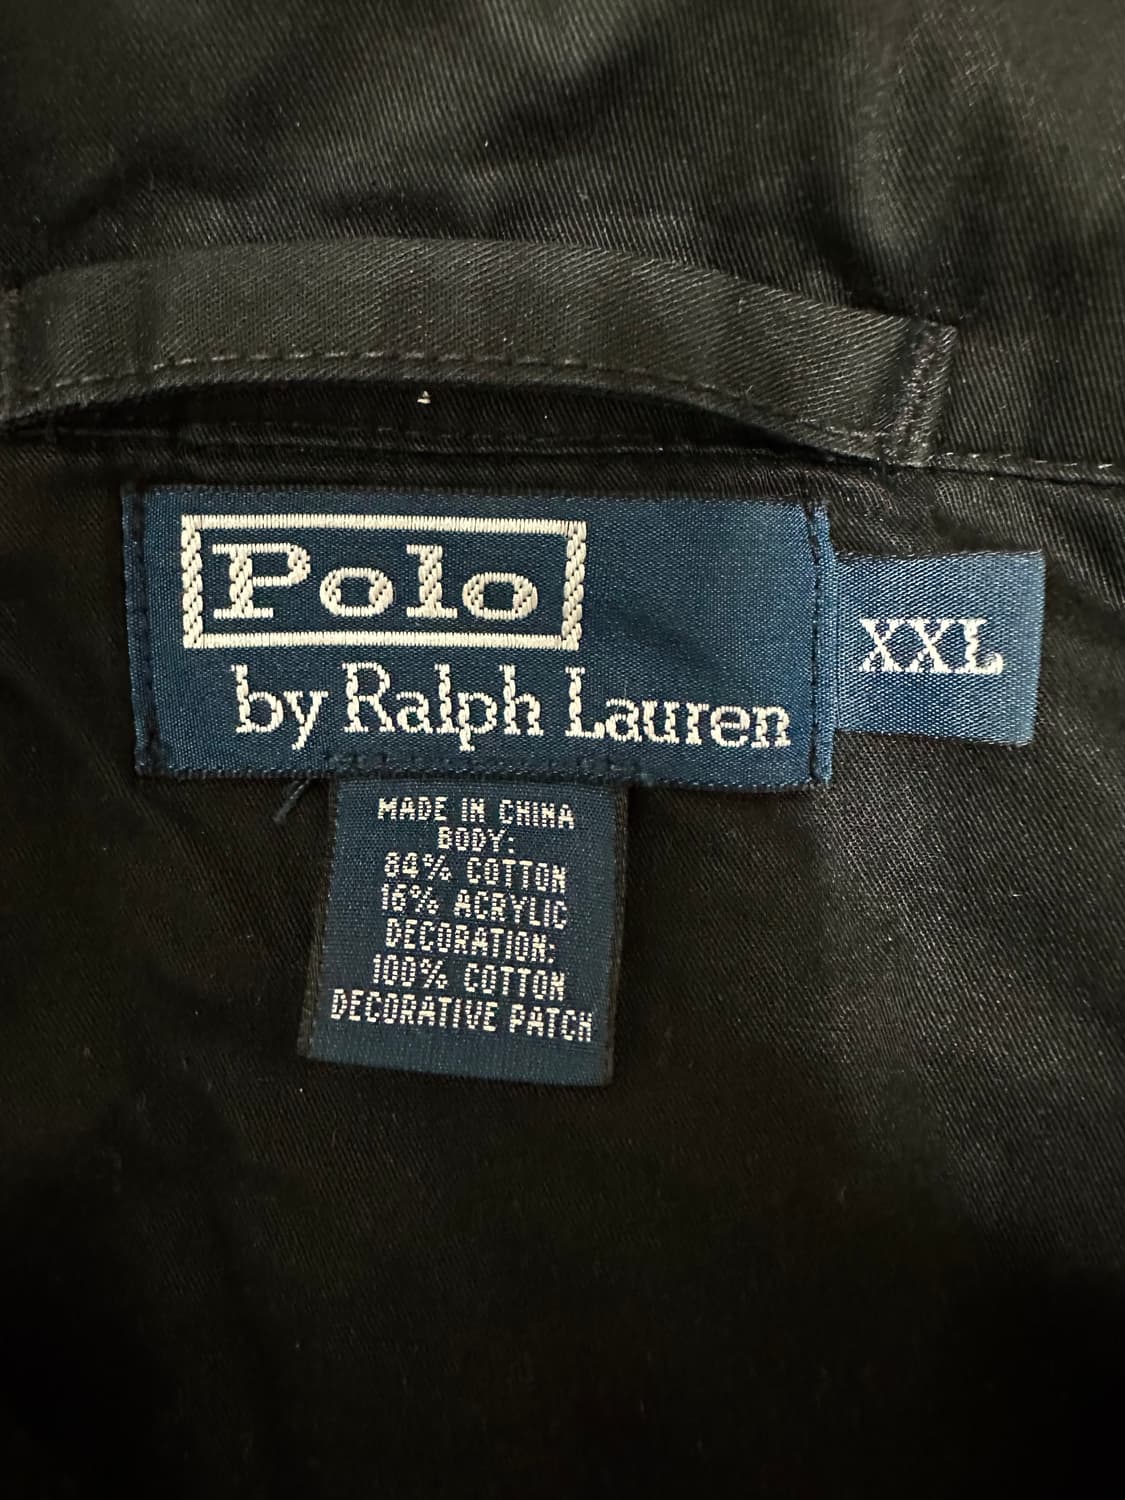 Polo
by Ralph Lauren
XXL
MADE IN CHINA
BODY:
84% COTTON
16% ACRYLIC
DECORATION:
100% COTTON
DECORATIVE PATCH